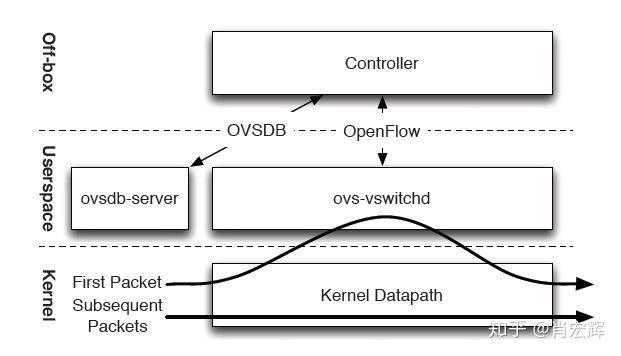 Off-box
Controller
OVSDB
OpenFlow
Userspace
ovsdb-server
ovs-vswitchd
Kernel
First Packet
Subsequent
Packets
Kernel Datapath
知乎 @肖宏辉